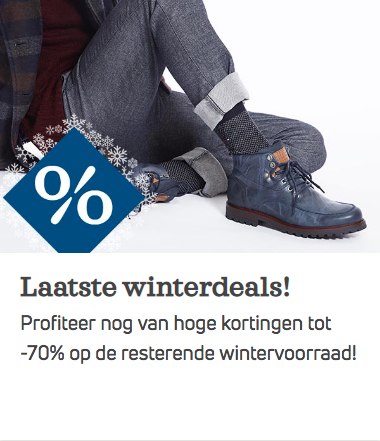 %
Laatste winterdeals!
Profiteer nog van hoge kortingen tot
-70% op de resterende wintervoorraad!